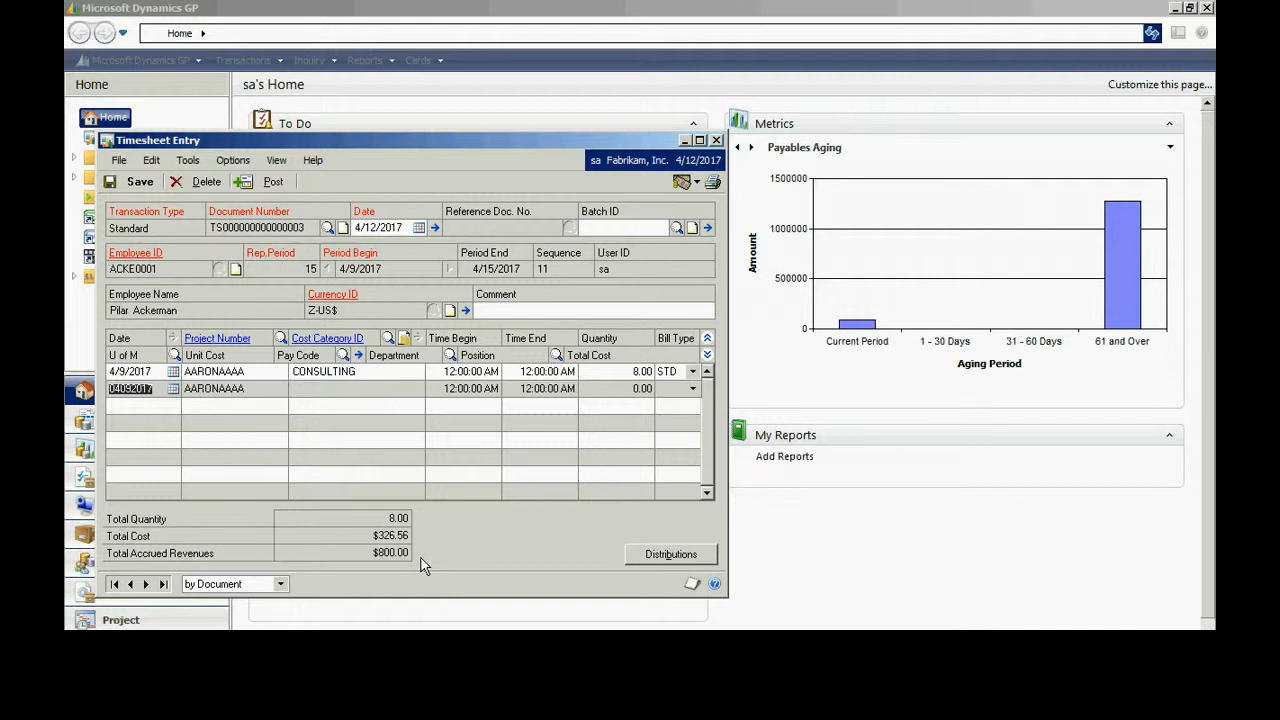 Microsoft Dynamics GP
Home
Microsoft Dynamics GP Transactions Inquiry Reports Cards
Home
sa's Home
Customize this page...
Home
To Do
Metrics
Payables Aging
Timesheet Entry
File Edit Tools Options View Help
sa Fabrikam, Inc. 4/12/2017
Save Delete Post
Transaction Type Document Number Date Reference Doc. No. Batch ID
Standard TS000000000000003 4/12/2017
Employee ID Rep.Period Period Begin Period End Sequence User ID
ACKE0001 15 4/9/2017 4/15/2017 11 sa
Employee Name Currency ID Comment
Pilar Ackerman Z-US$
Date Project Number Cost Category ID Time Begin Time End Quantity Bill Type
U of M Unit Cost Pay Code Department Position Total Cost
4/9/2017 AARONAAAA CONSULTING 12:00:00 AM 12:00:00 AM 8.00 STD
04092017 AARONAAAA 12:00:00 AM 12:00:00 AM 0.00
Total Quantity 8.00
Total Cost $326.56
Total Accrued Revenues $800.00
Distributions
by Document
Project
1500000
1000000
500000
0
Amount
Current Period 1 - 30 Days 31 - 60 Days 61 and Over
Aging Period
My Reports
Add Reports